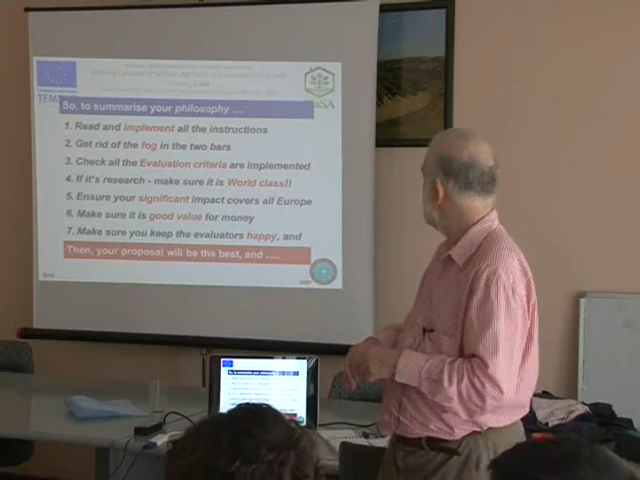 So, to summarise your philosophy ...
1. Read and implement all the instructions
2. Get rid of the fog in the two bars
3. Check all the Evaluation criteria are implemented
4. If it's research - make sure it is World class!!
5. Ensure your significant impact covers all Europe
6. Make sure it is good value for money
7. Make sure you keep the evaluators happy, and
Then, your proposal will be the best, and .....